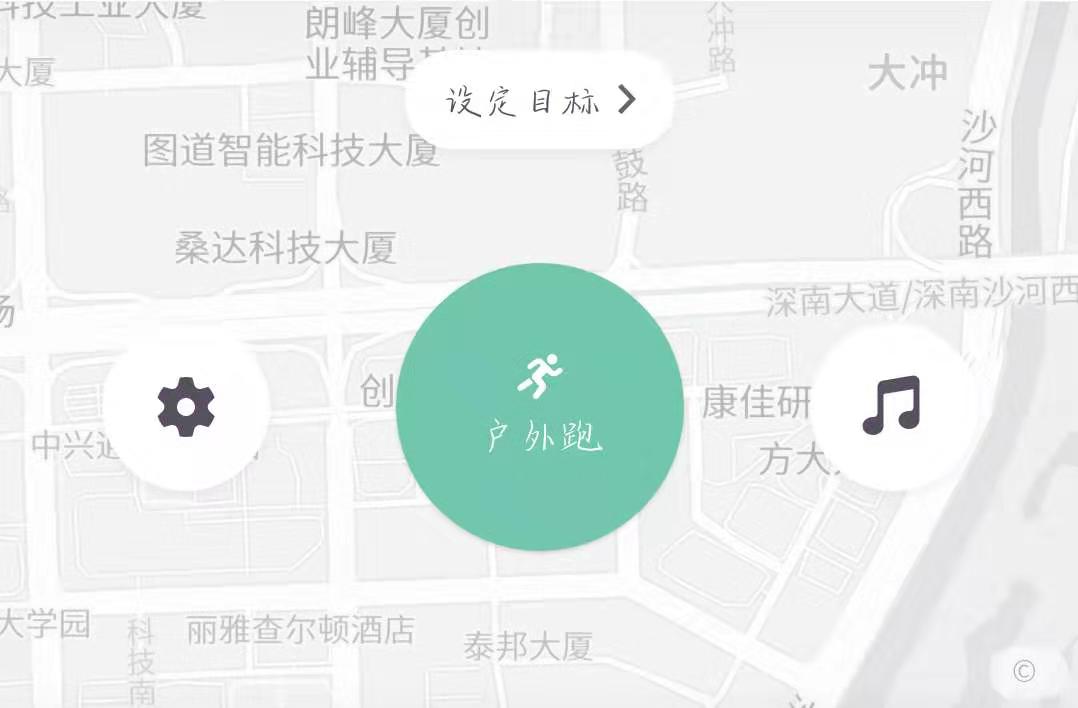 科技工业大厦
朗峰大厦创
业辅导基地
大冲路
大厦
大冲
设定目标
图道智能科技大厦
鼓路
沙河西路
桑达科技大厦
深南大道/深南沙河西
场
户外跑
创
康佳研
中兴通
方大
大学园
科技南
丽雅查尔顿酒店
泰邦大厦
©